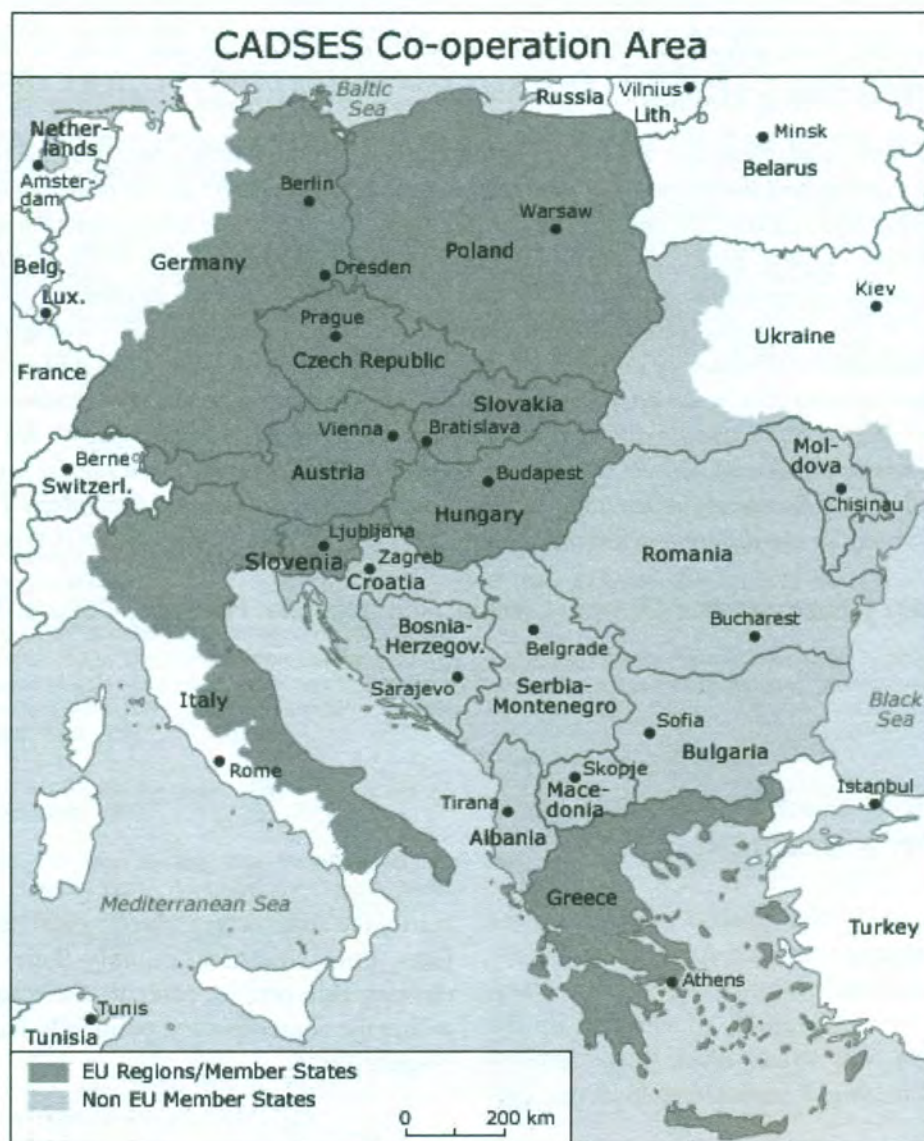 CADSES Co-operation Area
Baltic
Sea
Russia
Vilnius
Lith.
Nether-
lands
Amster-
dam
Minsk
Belarus
Berlin
Warsaw
Poland
Belg.
Germany
Dresden
Lux.
Kiev
Prague
Ukraine
Czech Republic
France
Slovakia
Vienna
Bratislava
Mol-
dova
Berne
Switzerl.
Austria
Budapest
Chisinau
Hungary
Ljubljana
Slovenia
Zagreb
Croatia
Romania
Bosnia-
Herzegov.
Bucharest
Belgrade
Sarajevo
Serbia-
Montenegro
Italy
Black
Sea
Sofia
Bulgaria
Rome
Skopje
Mace-
donia
Istanbul
Tirana
Albania
Greece
Mediterranean Sea
Turkey
Athens
Tunis
Tunisia
EU Regions/Member States
Non EU Member States
0 200 km